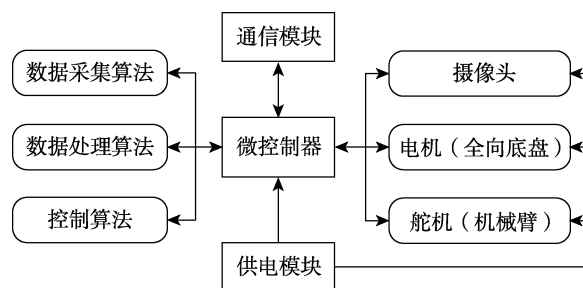 通信模块
数据采集算法
摄像头
数据处理算法
微控制器
电机（全向底盘）
控制算法
舵机（机械臂）
供电模块